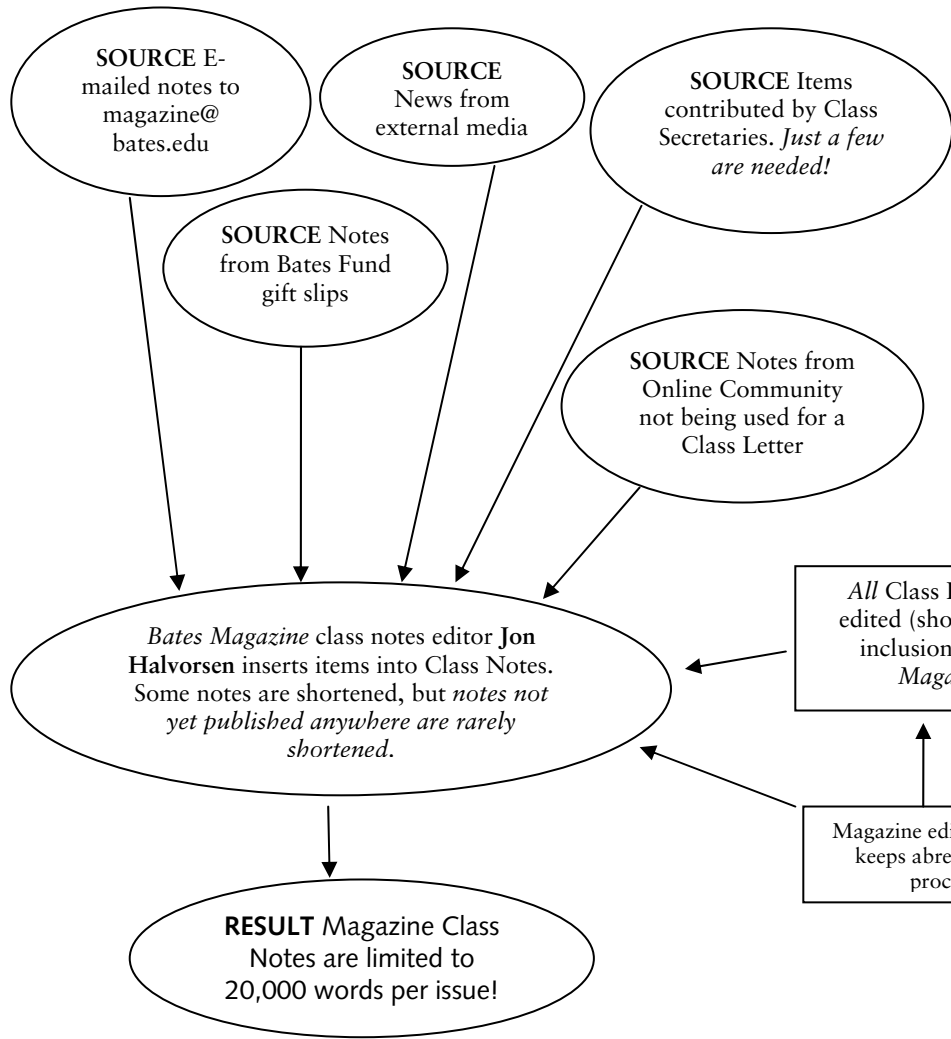 SOURCE E-
mailed notes to
magazine@
bates.edu
SOURCE
News from
external media
SOURCE Items
contributed by Class
Secretaries. Just a few
are needed!
SOURCE Notes
from Bates Fund
gift slips
SOURCE Notes from
Online Community
not being used for a
Class Letter
Bates Magazine class notes editor Jon
Halvorsen inserts items into Class Notes.
Some notes are shortened, but notes not
yet published anywhere are rarely
shortened.
All Class
edited (sho
inclusion
Maga
Magazine edi
keeps abre
proc
RESULT Magazine Class
Notes are limited to
20,000 words per issue!